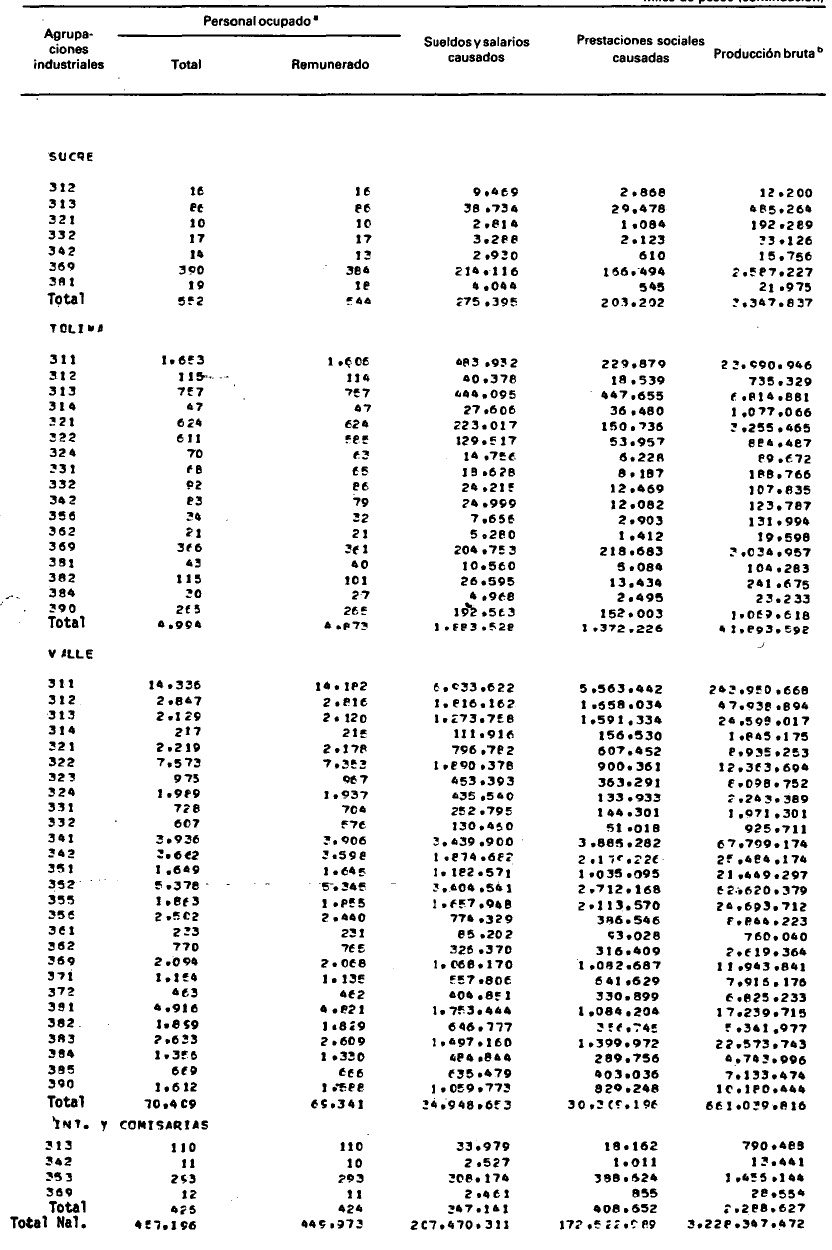 miles de pesos (continuación)
Agrupa-
ciones
industriales
Personal ocupado a
Total Remunerado
Sueldos y salarios
causados
Prestaciones sociales
causadas
Producción bruta b
SUCRE
312 16 16 9.469 2.868 12.200
313 86 86 38.734 29.478 485.264
321 10 10 2.814 1.084 192.289
332 17 17 3.288 2.123 33.126
342 14 13 2.930 610 15.756
369 390 384 214.116 166.494 2.587.227
381 19 18 4.044 545 21.975
Total 552 544 275.395 203.202 3.347.837
TOLIMA
311 1.653 1.606 483.932 229.879 23.990.946
312 115 114 40.378 18.539 735.329
313 757 757 444.095 447.655 6.814.881
314 47 47 27.606 36.480 1.077.066
321 624 624 223.017 150.736 3.255.465
322 611 585 129.517 53.957 884.487
324 70 63 14.756 6.228 89.672
331 68 65 18.628 8.187 188.766
332 92 86 24.215 12.469 107.835
342 83 79 24.999 12.082 123.787
356 34 32 7.656 2.903 131.994
362 21 21 5.280 1.412 19.598
369 366 361 204.753 218.683 3.034.957
381 43 40 10.560 5.084 104.283
382 115 101 26.595 13.434 241.675
384 30 27 4.968 2.495 23.233
390 265 265 192.563 152.003 1.069.618
Total 4.994 4.873 1.883.528 1.372.226 41.893.592
VALLE
311 14.336 14.182 6.933.622 5.563.442 243.950.668
312 2.847 2.816 1.816.162 1.658.034 47.938.894
313 2.129 2.120 1.273.758 1.591.334 24.599.017
314 217 215 111.916 156.530 1.845.175
321 2.219 2.178 796.782 607.452 8.935.253
322 7.573 7.353 1.890.378 900.361 12.363.694
323 975 967 453.393 363.291 6.098.752
324 1.989 1.937 435.540 133.933 2.243.389
331 728 704 252.795 144.301 1.971.301
332 607 576 130.450 51.018 925.711
341 3.936 3.906 3.439.900 3.885.282 67.799.174
342 3.662 3.598 1.874.682 2.175.226 25.484.174
351 1.649 1.645 1.182.571 1.035.095 21.449.297
352 5.378 5.345 3.404.541 2.712.168 82.620.379
355 1.863 1.855 1.657.948 2.113.570 24.693.712
356 2.502 2.440 774.329 386.546 8.844.223
361 233 231 85.202 93.028 760.040
362 770 765 326.370 316.409 2.619.364
369 2.094 2.068 1.068.170 1.082.687 11.943.841
371 1.154 1.135 557.806 641.629 7.915.176
372 463 462 404.851 330.899 6.825.233
381 4.916 4.821 1.753.444 1.084.204 17.239.715
382 1.859 1.829 646.777 356.745 5.341.977
383 2.633 2.609 1.497.160 1.399.972 22.573.743
384 1.356 1.330 484.844 289.756 4.743.996
385 669 666 635.479 403.036 7.133.474
390 1.612 1.588 1.059.773 829.248 10.180.444
Total 70.409 69.341 34.948.653 30.305.196 661.039.816
INT. Y COMISARIAS
313 110 110 33.979 18.162 790.488
342 11 10 2.527 1.011 13.441
353 293 293 308.174 388.624 1.455.144
369 12 11 2.461 855 28.554
Total 426 424 347.141 408.652 2.288.627
Total Nal. 457.196 449.973 207.470.311 172.522.989 3.228.347.472